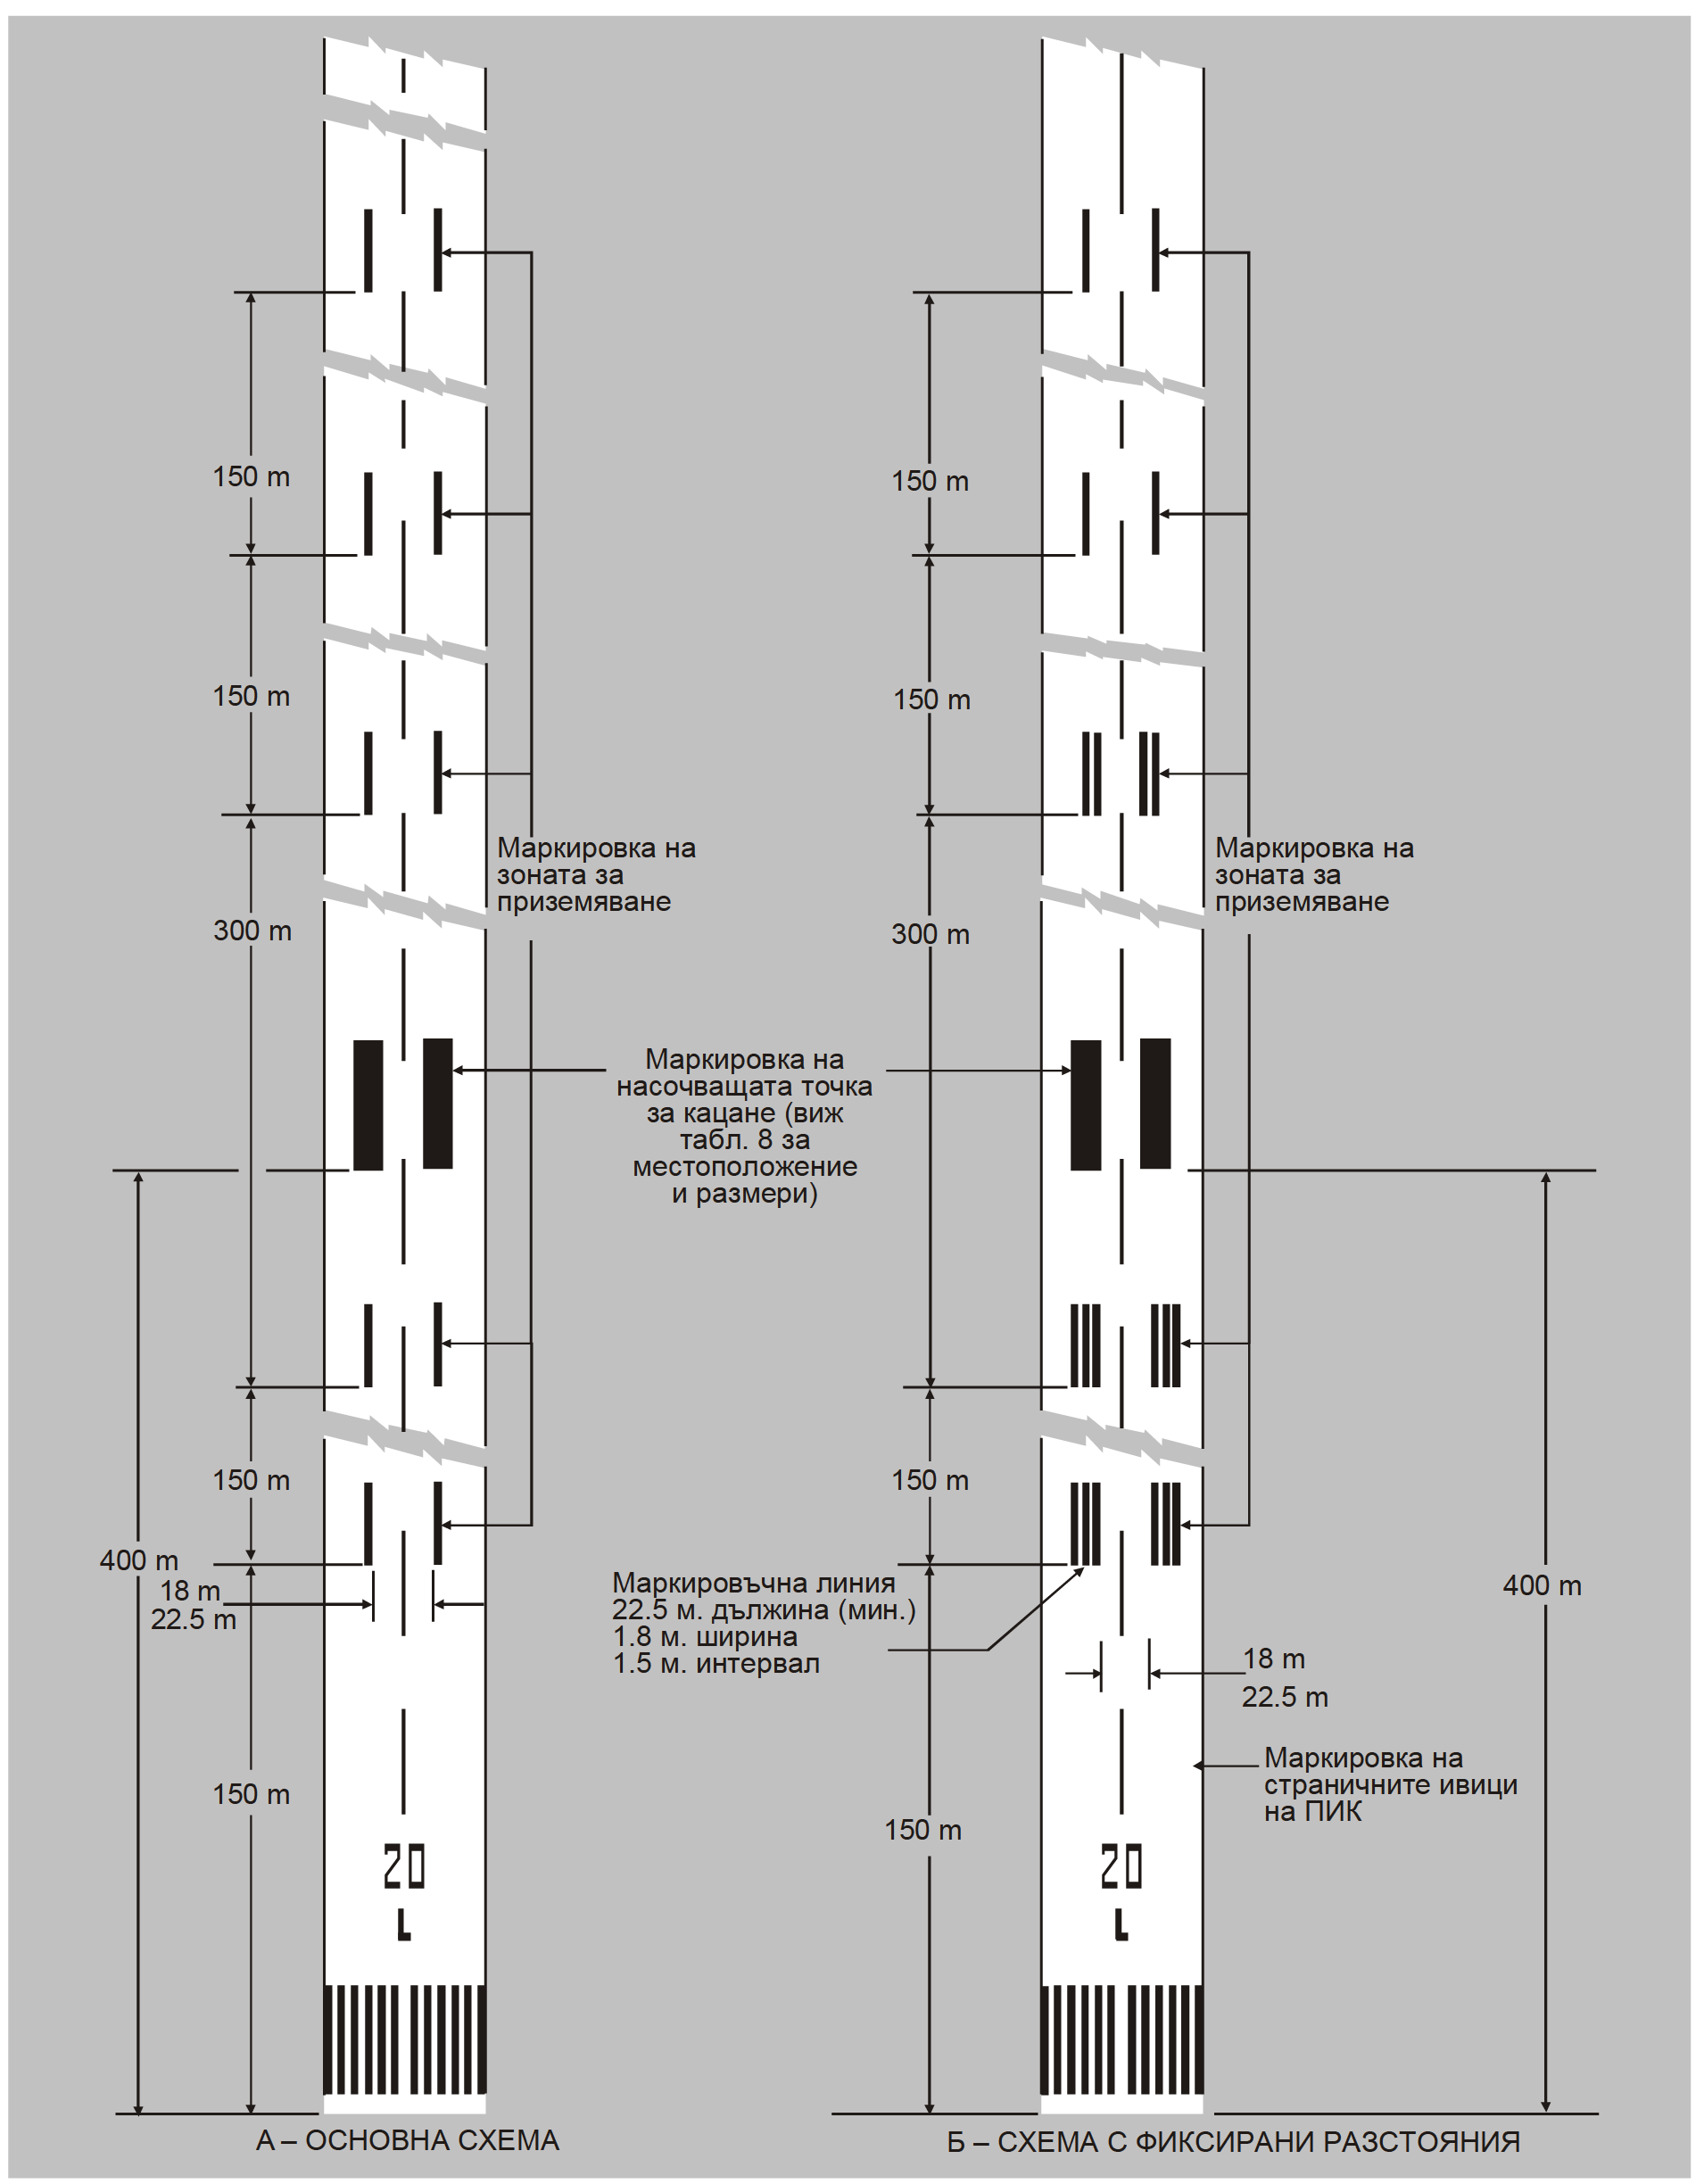 150 m
150 m
150 m
150 m
Маркировка на
зоната за
приземяване
Маркировка на
зоната за
приземяване
300 m
300 m
Маркировка на
насочващата точка
за кацане (виж
табл. 8 за
местоположение
и размери)
150 m
150 m
400 m
18 m
22.5 m
Маркировъчна линия
22.5 м. дължина (мин.)
1.8 м. ширина
1.5 м. интервал
400 m
18 m
22.5 m
Маркировка на
страничните ивици
на ПИК
150 m
150 m
20
L
20
L
А – ОСНОВНА СХЕМА
Б – СХЕМА С ФИКСИРАНИ РАЗСТОЯНИЯ